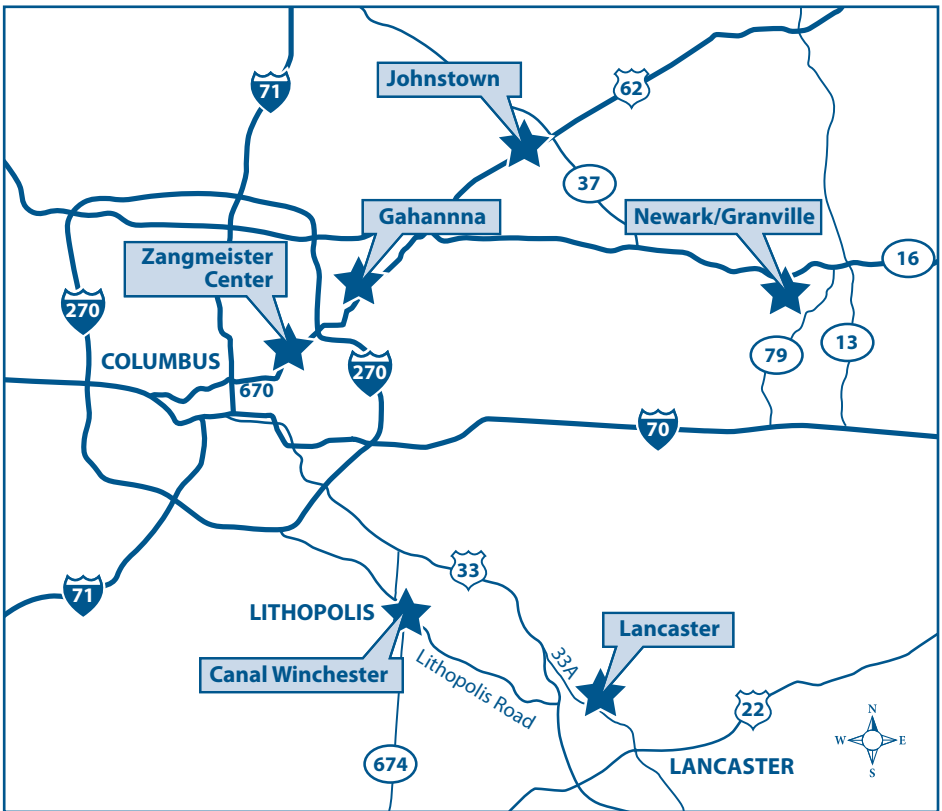 71
Johnstown
62
37
Gahannna
Newark/Granville
Zangmeister
Center
16
270
COLUMBUS
270
79
13
670
70
33
71
LITHOPOLIS
Lancaster
33A
Canal Winchester
Lithopolis Road
22
N
W E
S
674
LANCASTER